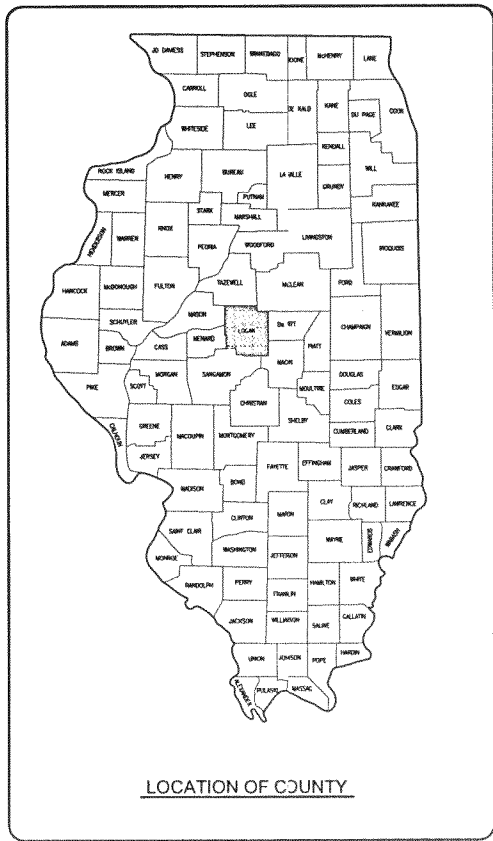 JO DAVIESS STEPHENSON WINNEBAGO BOONE McHENRY LAKE
CARROLL OGLE DE KALB KANE COOK
DU PAGE
WHITESIDE LEE
KENDALL
ROCK ISLAND HENRY BUREAU LA SALLE GRUNDY WILL
MERCER PUTNAM KANKAKEE
STARK MARSHALL
HENDERSON WARREN KNOX PEORIA WOODFORD LIVINGSTON IROQUOIS
HANCOCK McDONOUGH FULTON TAZEWELL McLEAN FORD
SCHUYLER MASON LOGAN DE WITT CHAMPAIGN VERMILION
ADAMS BROWN CASS MENARD MACON PIATT
PIKE SCOTT MORGAN SANGAMON MOULTRIE DOUGLAS EDGAR
CHRISTIAN COLES
CALHOUN GREENE MACOUPIN MONTGOMERY SHELBY CUMBERLAND CLARK
JERSEY FAYETTE EFFINGHAM JASPER CRAWFORD
MADISON BOND CLAY RICHLAND LAWRENCE
CLINTON MARION
SAINT CLAIR WAYNE EDWARDS WABASH
MONROE WASHINGTON JEFFERSON
RANDOLPH PERRY HAMILTON WHITE
FRANKLIN
JACKSON WILLIAMSON SALINE GALLATIN
UNION JOHNSON POPE HARDIN
ALEXANDER PULASKI MASSAC
LOCATION OF COUNTY